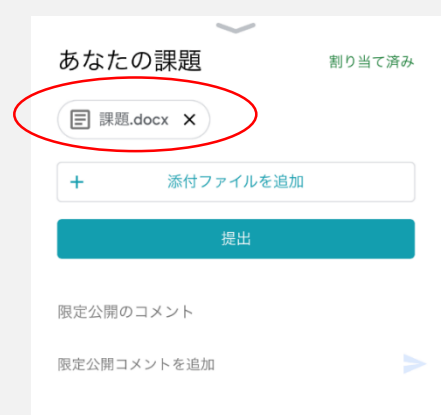 あなたの課題
割り当て済み
課題.docx
添付ファイルを追加
提出
限定公開のコメント
限定公開コメントを追加